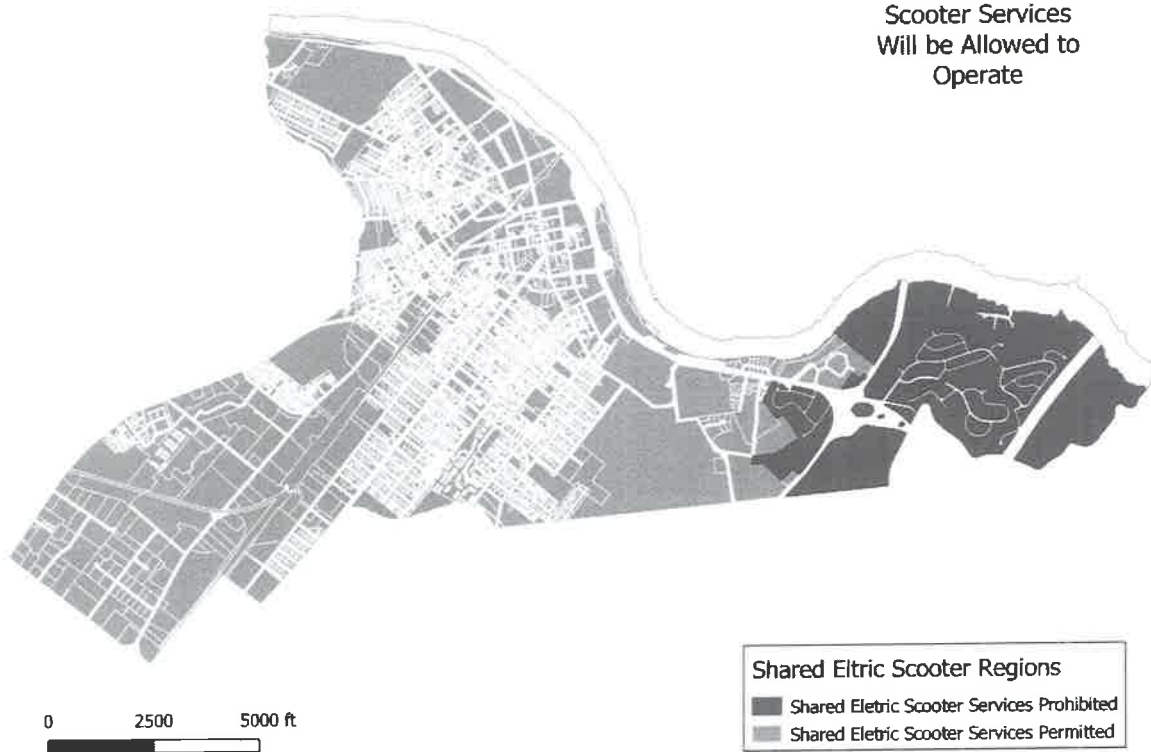 Scooter Services
Will be Allowed to
Operate
Shared Eltric Scooter Regions
Shared Eletric Scooter Services Prohibited
Shared Eletric Scooter Services Permitted
0 2500 5000 ft